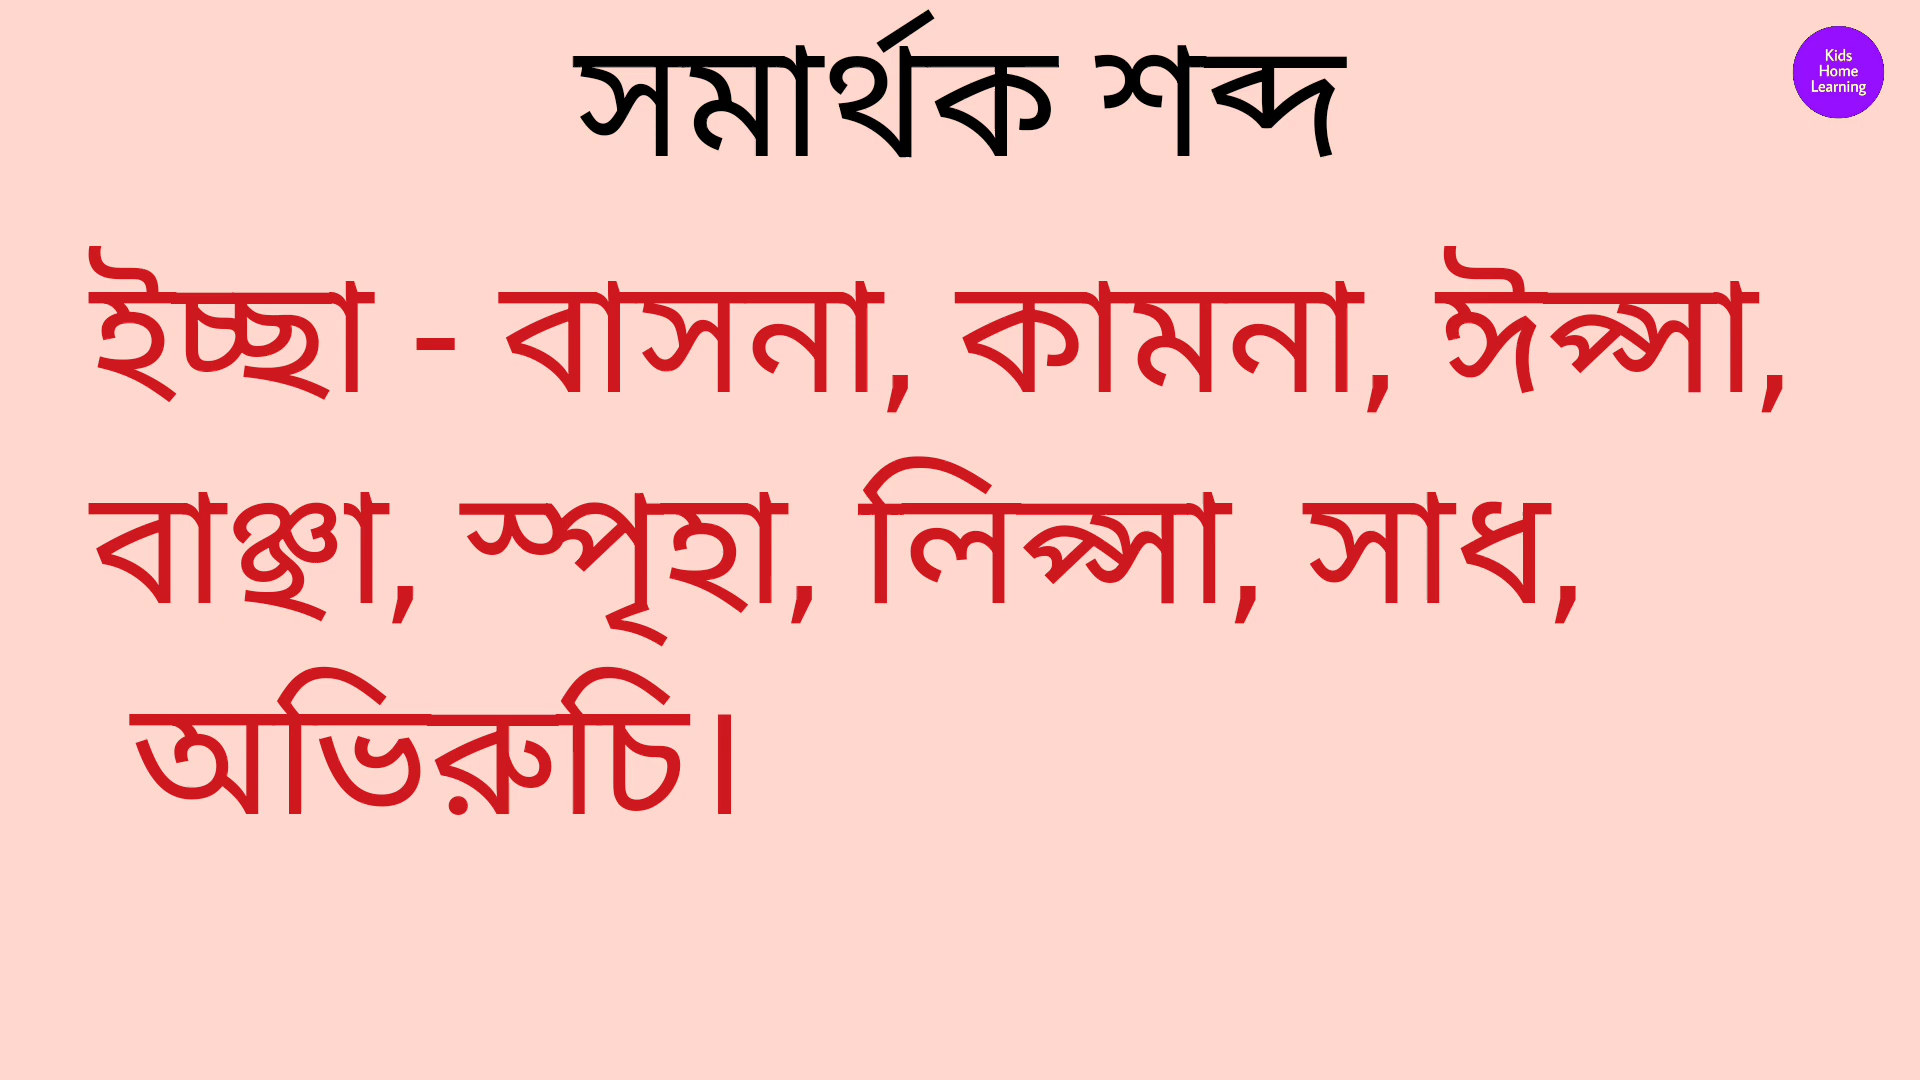 সমার্থক শব্দ
Kids
Home
Learning
ইচ্ছা - বাসনা, কামনা, ঈপ্সা,
বাঞ্ছা, স্পৃহা, লিপ্সা, সাধ,
অভিরুচি।